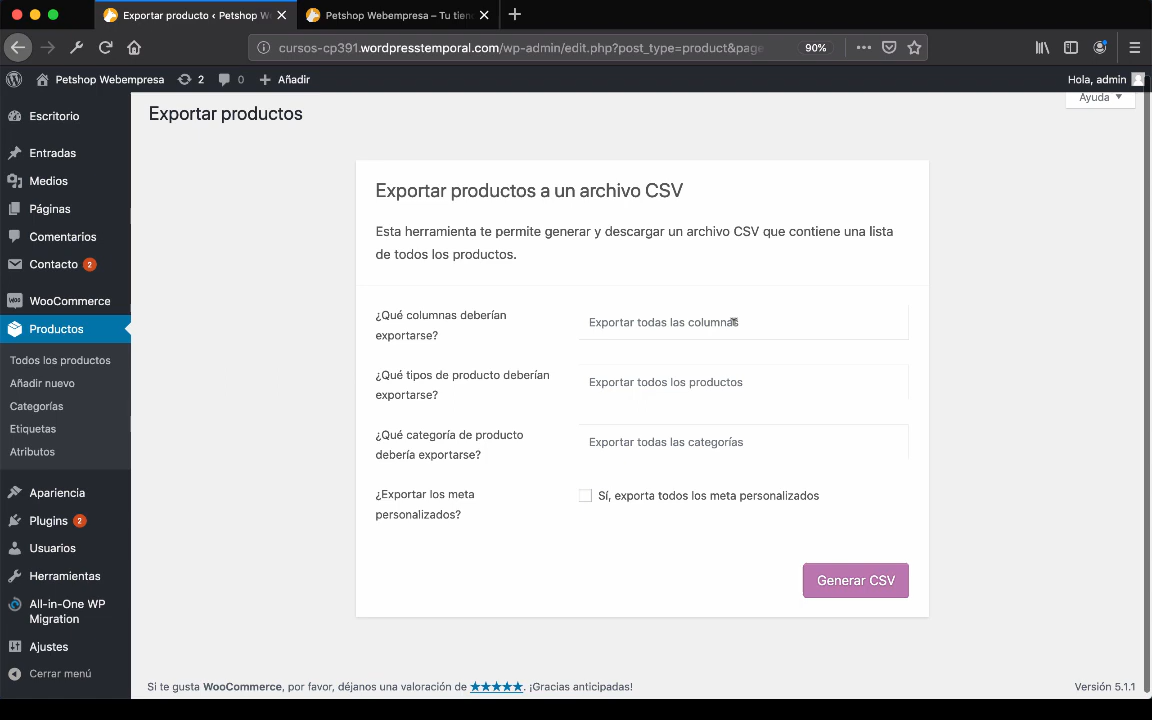 Exportar producto ‹ Petshop W
Petshop Webempresa – Tu tien
cursos-cp391.wordpresstemporal.com/wp-admin/edit.php?post_type=product&page
90%
Petshop Webempresa
2
0
Añadir
Hola, admin
Escritorio
Entradas
Medios
Páginas
Comentarios
Contacto 2
WooCommerce
Productos
Todos los productos
Añadir nuevo
Categorías
Etiquetas
Atributos
Apariencia
Plugins 2
Usuarios
Herramientas
All-in-One WP
Migration
Ajustes
Cerrar menú
Ayuda
Exportar productos
Exportar productos a un archivo CSV
Esta herramienta te permite generar y descargar un archivo CSV que contiene una lista
de todos los productos.
¿Qué columnas deberían
exportarse?
Exportar todas las columnas
¿Qué tipos de producto deberían
exportarse?
Exportar todos los productos
¿Qué categoría de producto
debería exportarse?
Exportar todas las categorías
¿Exportar los meta
personalizados?
Sí, exporta todos los meta personalizados
Generar CSV
Si te gusta WooCommerce, por favor, déjanos una valoración de ★★★★★. ¡Gracias anticipadas!
Versión 5.1.1